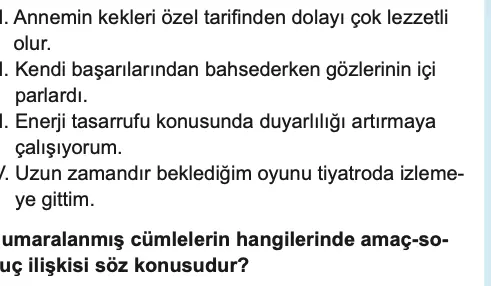 I. Annemin kekleri özel tarifinden dolayı çok lezzetli
olur.
I. Kendi başarılarından bahsederken gözlerinin içi
parlardı.
I. Enerji tasarrufu konusunda duyarlılığı artırmaya
çalışıyorum.
V. Uzun zamandır beklediğim oyunu tiyatroda izleme-
ye gittim.
umaralanmış cümlelerin hangilerinde amaç-so-
uç ilişkisi söz konusudur?